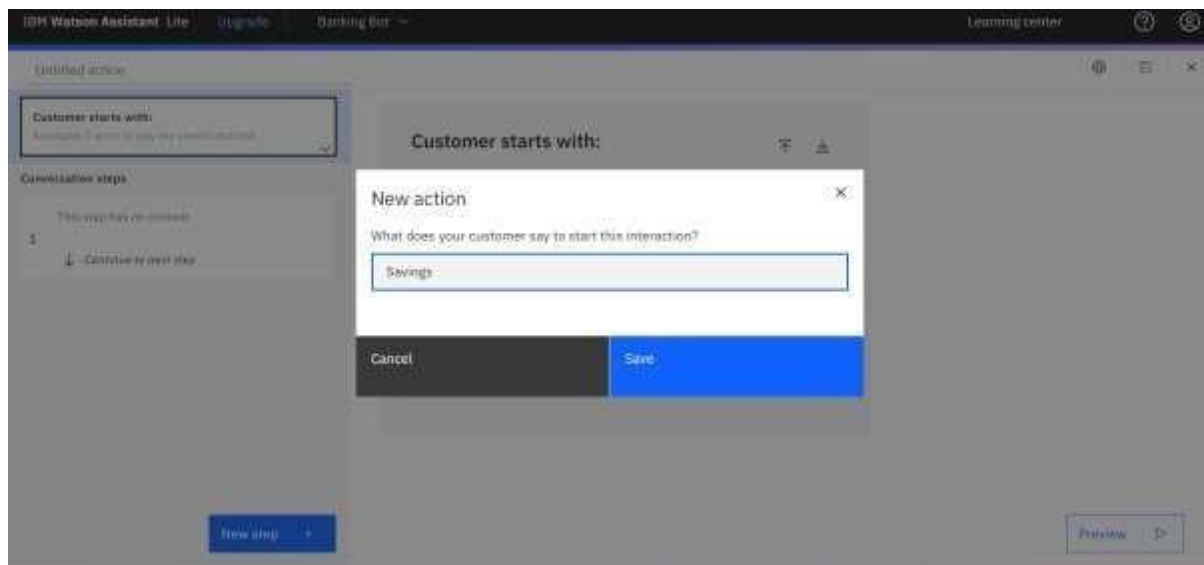 IBM Watson Assistant Lite Upgrade Banking Bot Learning center
Untitled action
Customer starts with:
Customer starts with:
Conversation steps
This step has no content
1
Continue to next step
New action
What does your customer say to start this interaction?
Savings
Cancel Save
New step +
Preview